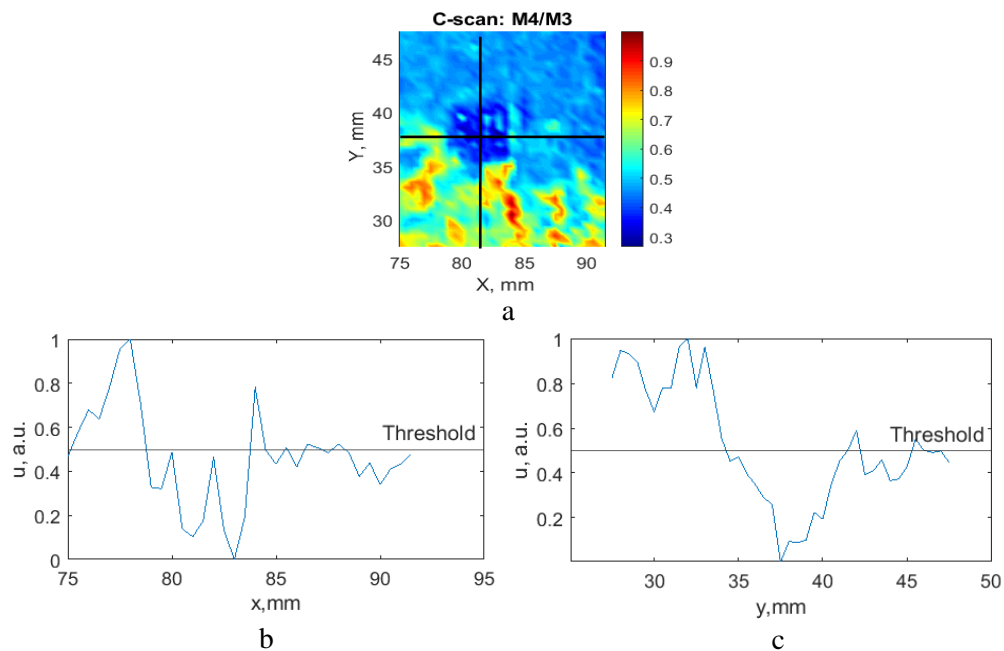 C-scan: M4/M3
45
40
35
30
Y, mm
75 80 85 90
X, mm
0.9
0.8
0.7
0.6
0.5
0.4
0.3
a
1
0.8
0.6
0.4
0.2
0
u, a.u.
Threshold
75 80 85 90 95
x,mm
b
1
0.8
0.6
0.4
0.2
u, a.u.
Threshold
30 35 40 45 50
y,mm
c